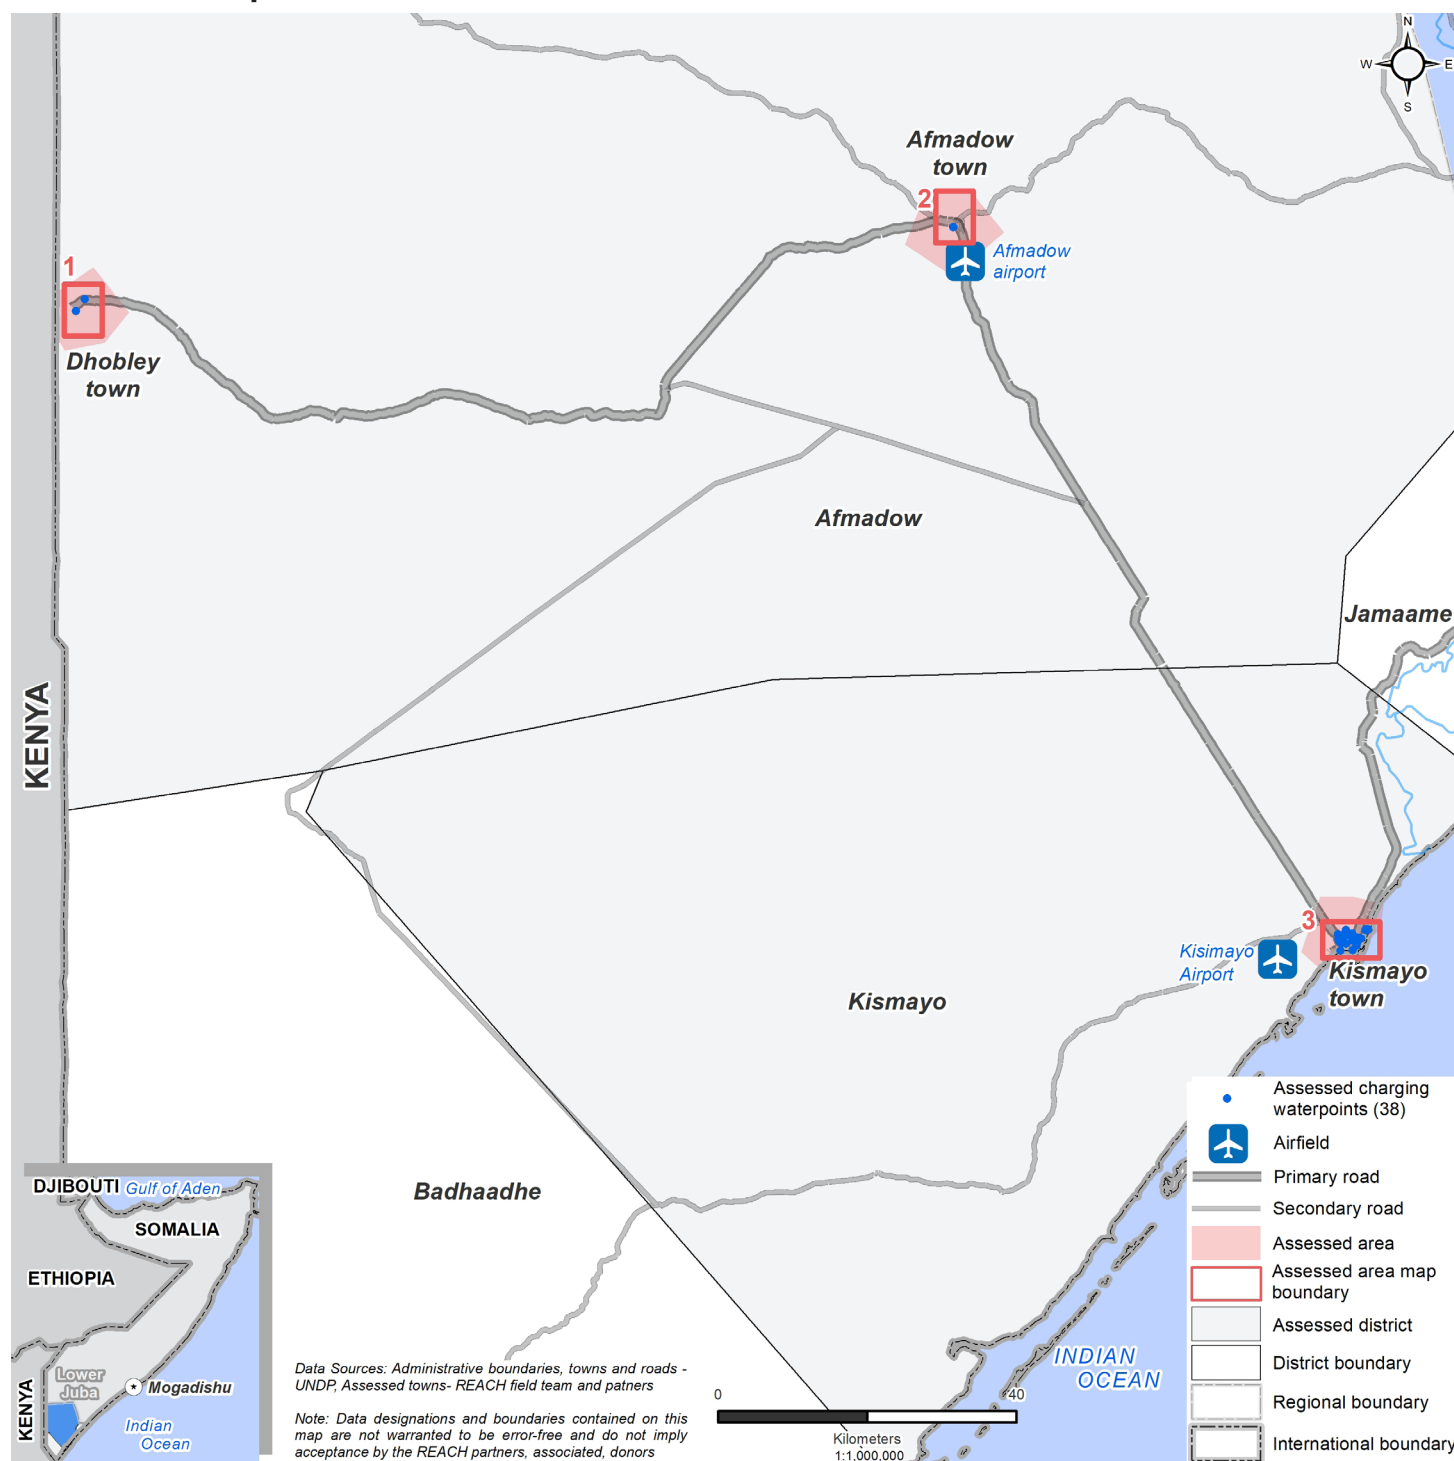 N
W
E
S
Afmadow
town
2
Afmadow
airport
1
Dhobley
town
Afmadow
Jamaame
KENYA
3
Kisimayo
Airport
Kismayo
town
Kismayo
Badhaadhe
INDIAN
OCEAN
Assessed charging
waterpoints (38)
Airfield
Primary road
Secondary road
Assessed area
Assessed area map
boundary
Assessed district
District boundary
Regional boundary
International boundary
DJIBOUTI
Gulf of Aden
SOMALIA
ETHIOPIA
Lower
Juba
Mogadishu
KENYA
Indian
Ocean
Data Sources: Administrative boundaries, towns and roads -
UNDP, Assessed towns- REACH field team and patners
Note: Data designations and boundaries contained on this
map are not warranted to be error-free and do not imply
acceptance by the REACH partners, associated, donors
0
40
Kilometers
1:1,000,000